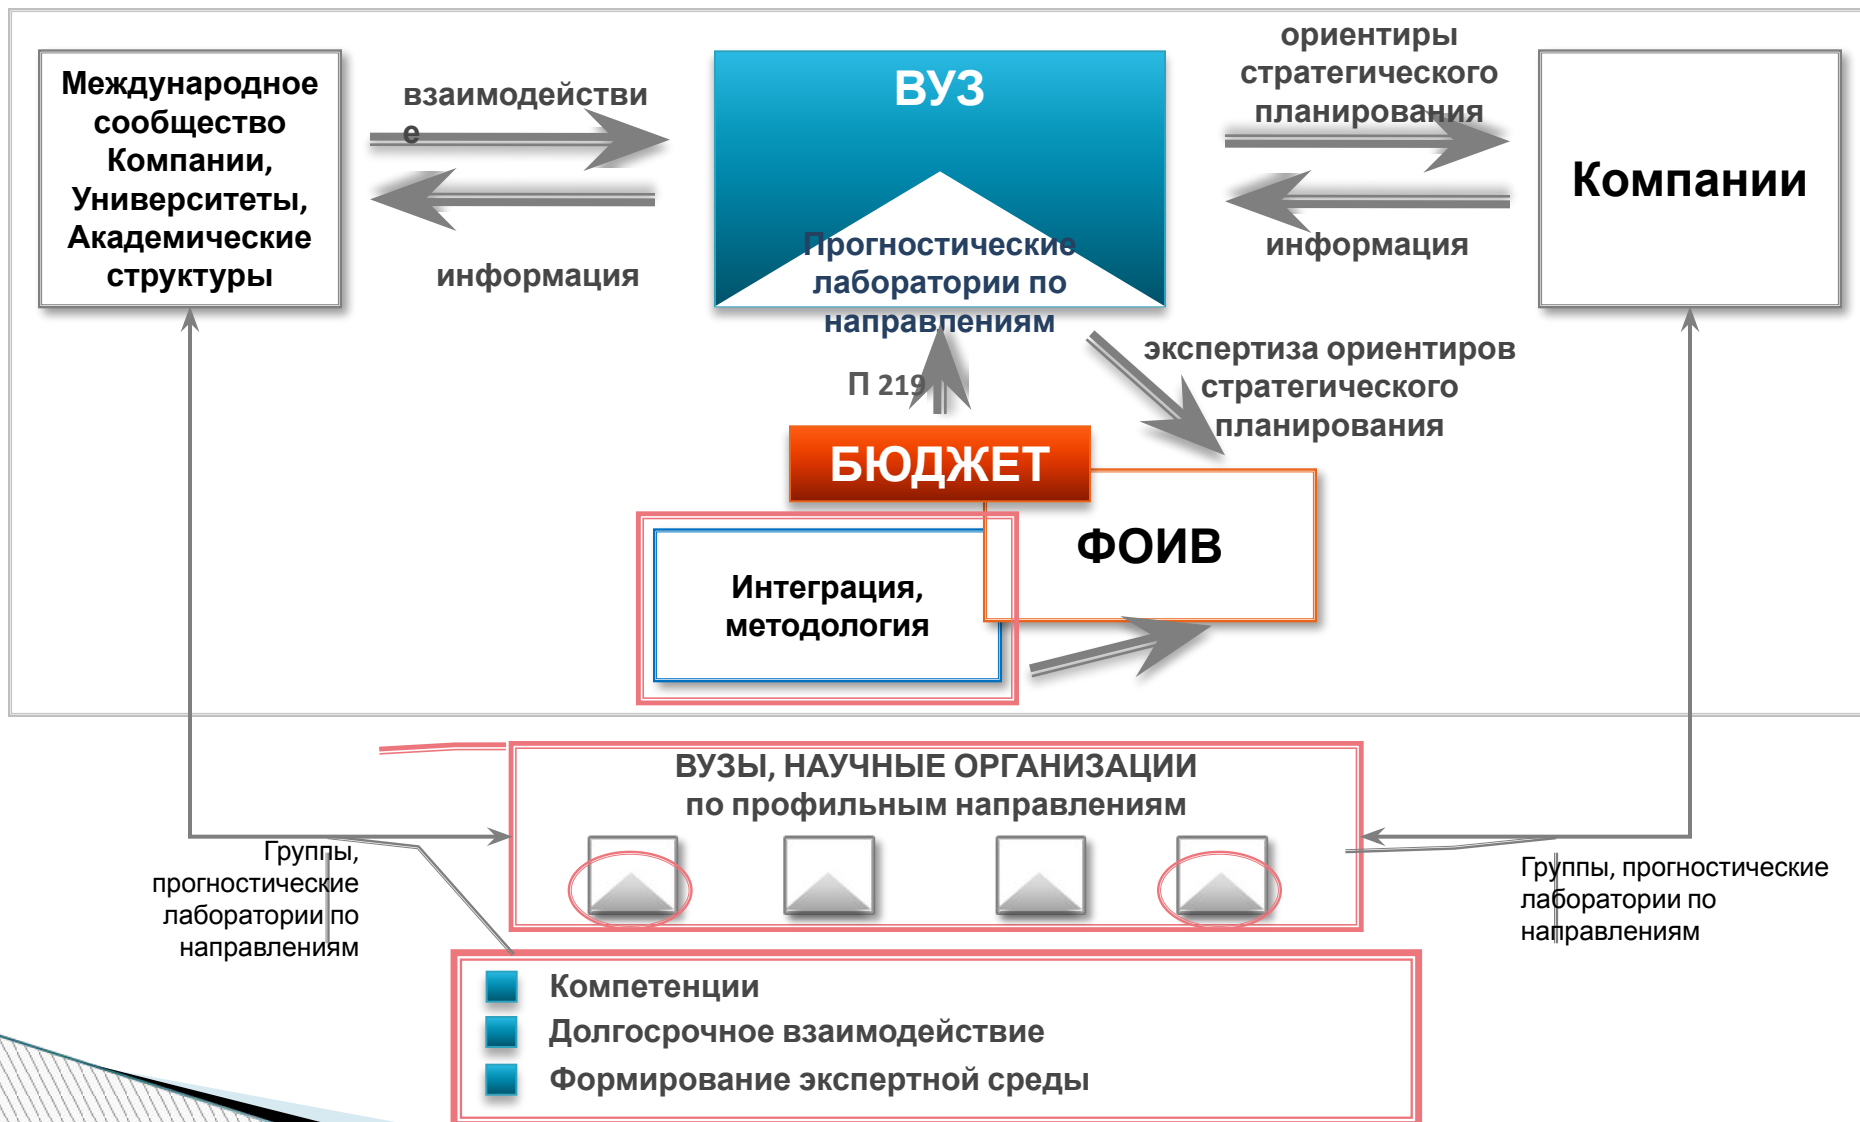 Международное
сообщество
Компании,
Университеты,
Академические
структуры
взаимодействи
е
информация
ВУЗ
Прогностические
лаборатории по
направлениям
ориентиры
стратегического
планирования
информация
Компании
П 219
экспертиза ориентиров
стратегического
планирования
БЮДЖЕТ
ФОИВ
Интеграция,
методология
ВУЗЫ, НАУЧНЫЕ ОРГАНИЗАЦИИ
по профильным направлениям
Группы,
прогностические
лаборатории по
направлениям
Группы, прогностические
лаборатории по
направлениям
Компетенции
Долгосрочное взаимодействие
Формирование экспертной среды